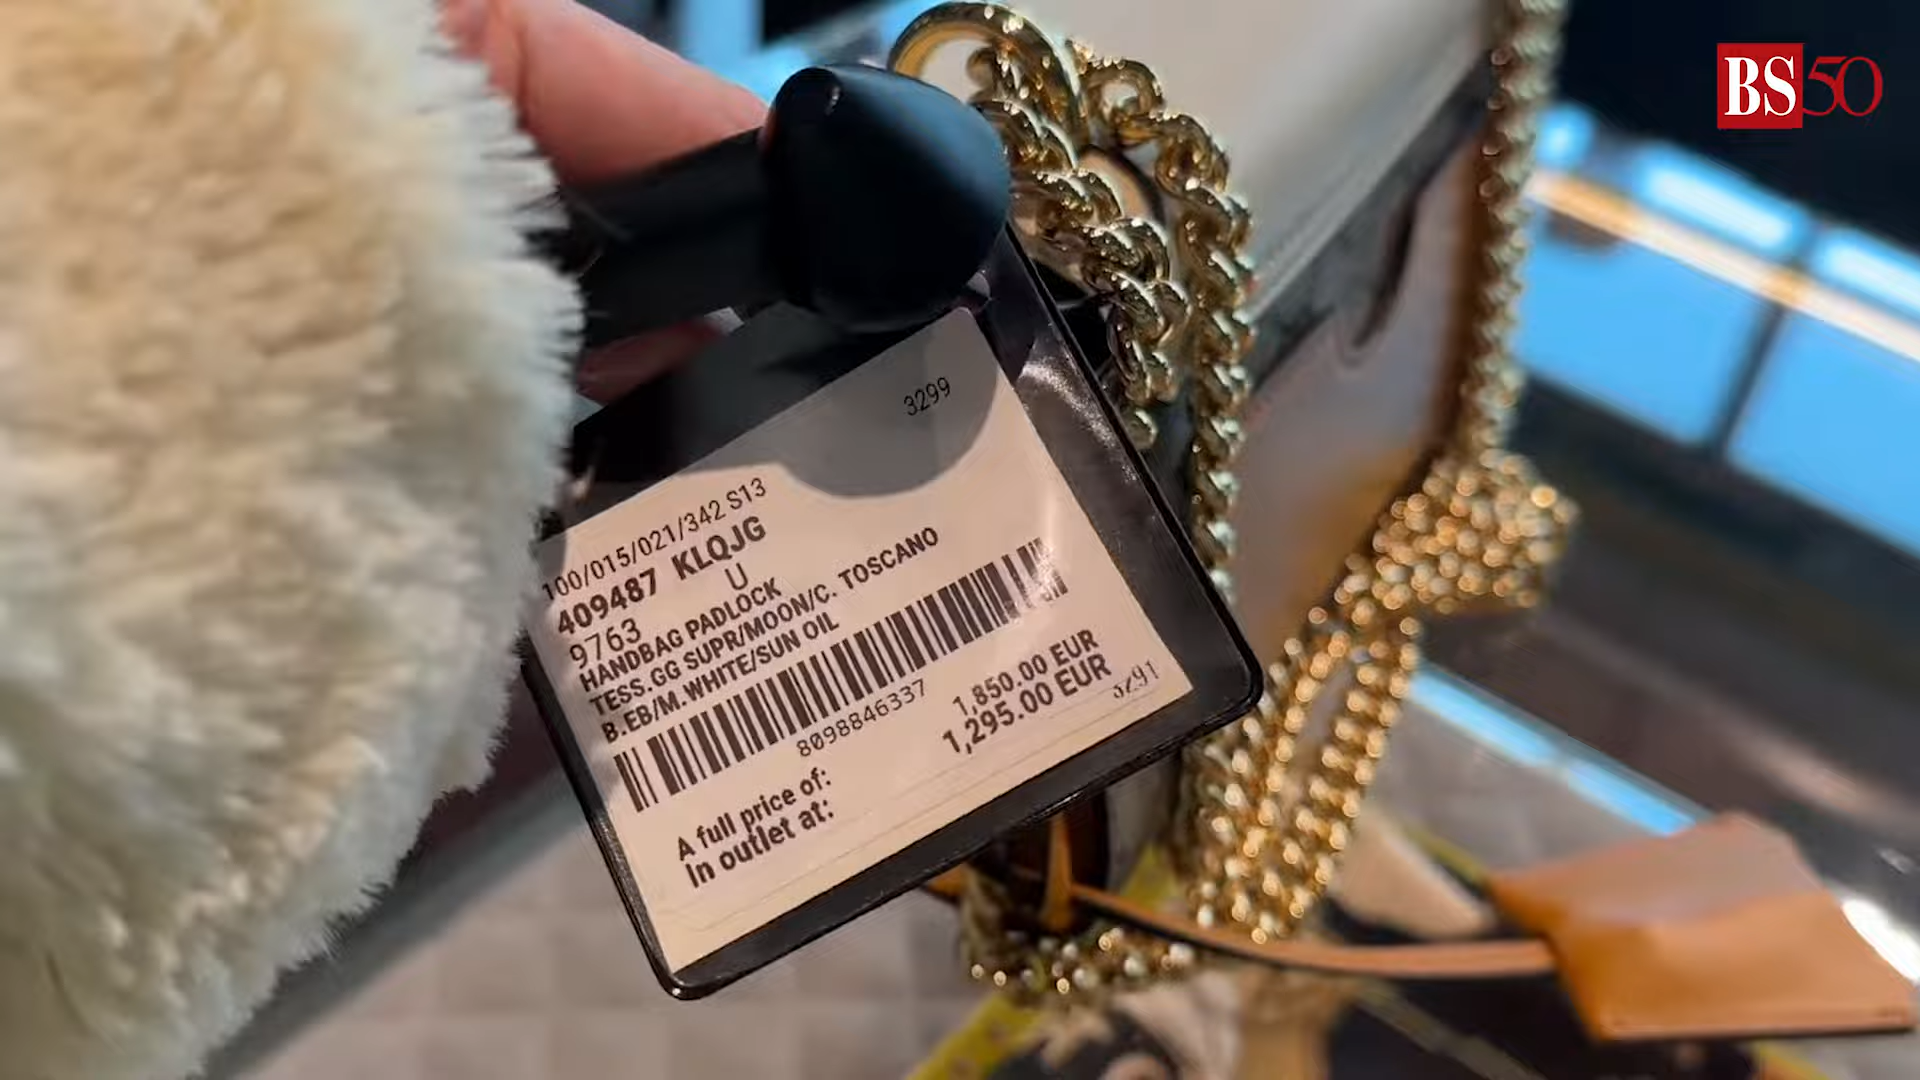 BS50
3299
100/015/021/342 S13
409487 KLQJG
U
9763
HANDBAG PADLOCK
TESS.GG SUPR/MOON/C. TOSCANO
B.EB/M.WHITE/SUN OIL
8098846337
A full price of: 1,850.00 EUR
In outlet at: 1,295.00 EUR
3291